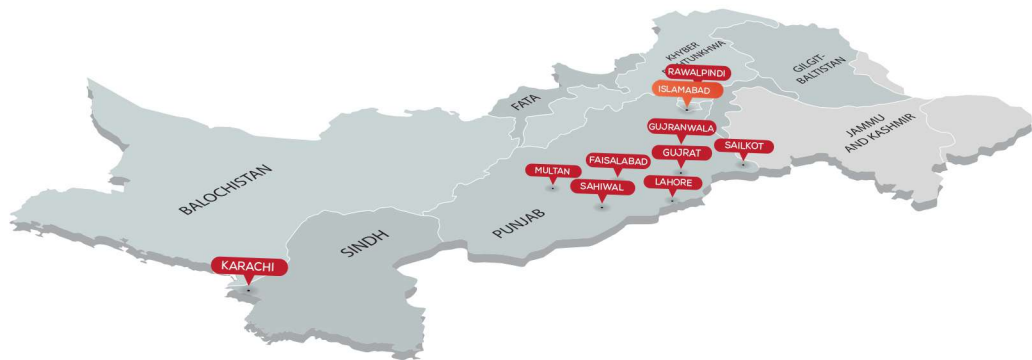 KHYBER
PAKHTUNKHWA
GILGIT-
BALTISTAN
RAWALPINDI
ISLAMABAD
FATA
JAMMU
AND KASHMIR
GUJRANWALA
GUJRAT
SAILKOT
FAISALABAD
MULTAN
SAHIWAL
LAHORE
BALOCHISTAN
PUNJAB
SINDH
KARACHI